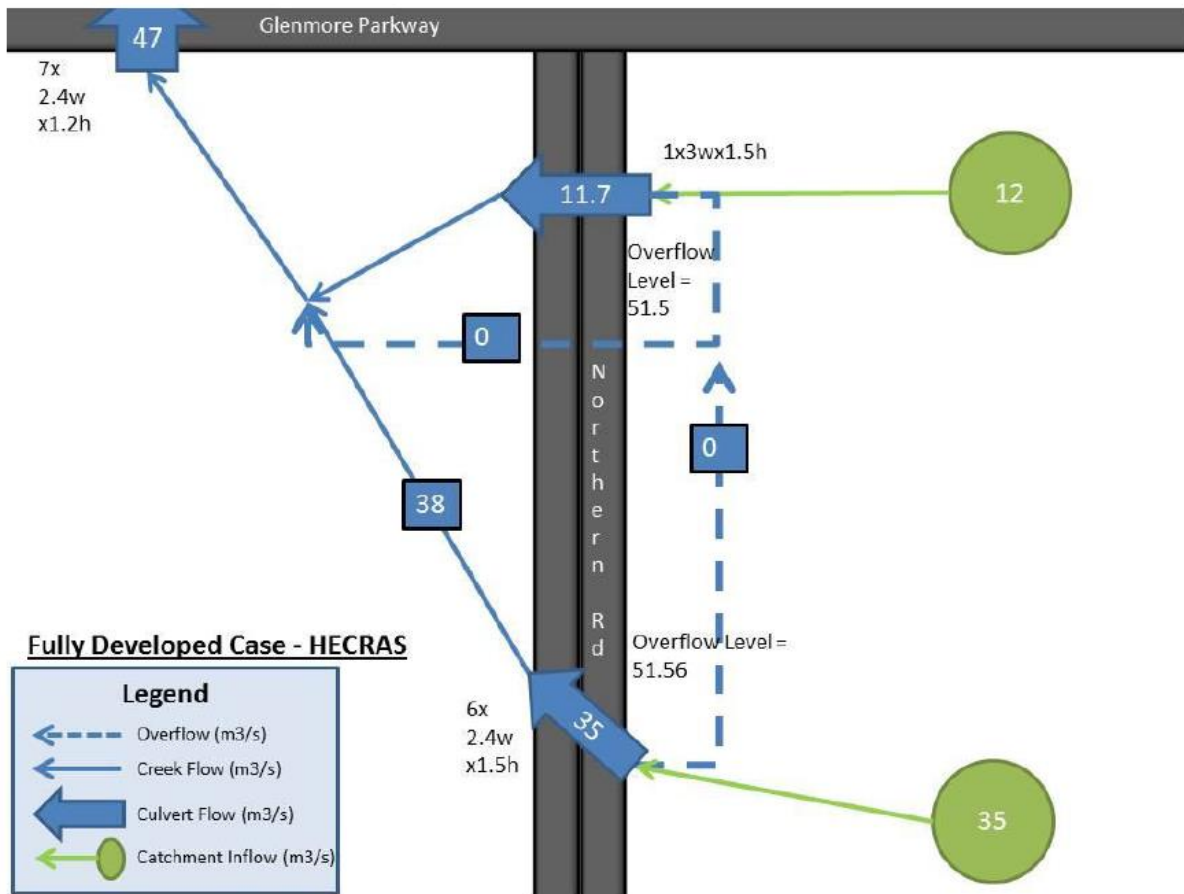 Glenmore Parkway
47
7x
2.4w
x1.2h
1x3wx1.5h
11.7
12
Overflow
Level =
51.5
0
Northern Rd
0
38
Overflow Level =
51.56
6x
2.4w
x1.5h
35
35
Fully Developed Case - HECRAS
Legend
Overflow (m3/s)
Creek Flow (m3/s)
Culvert Flow (m3/s)
Catchment Inflow (m3/s)